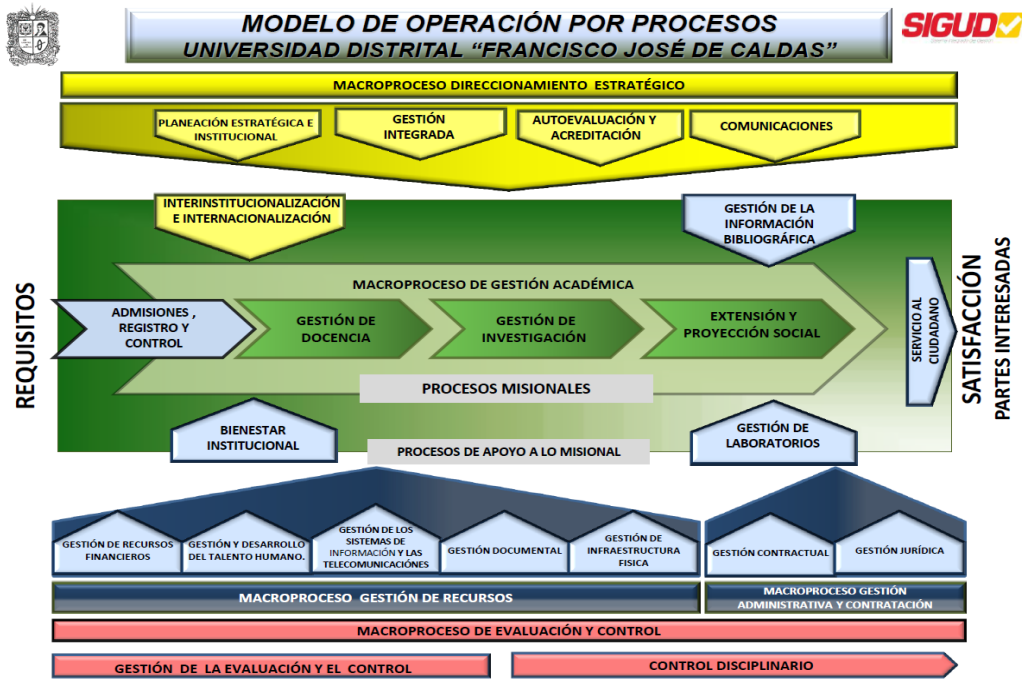 MODELO DE OPERACIÓN POR PROCESOS
UNIVERSIDAD DISTRITAL “FRANCISCO JOSÉ DE CALDAS”
SIGUD
MACROPROCESO DIRECCIONAMIENTO ESTRATÉGICO
PLANEACIÓN ESTRATÉGICA E
INSTITUCIONAL
GESTIÓN
INTEGRADA
AUTOEVALUACIÓN Y
ACREDITACIÓN
COMUNICACIONES
INTERINSTITUCIONALIZACIÓN
E INTERNACIONALIZACIÓN
GESTIÓN DE LA
INFORMACIÓN
BIBLIOGRÁFICA
REQUISITOS
MACROPROCESO DE GESTIÓN ACADÉMICA
ADMISIONES ,
REGISTRO Y
CONTROL
GESTIÓN DE
DOCENCIA
GESTIÓN DE
INVESTIGACIÓN
EXTENSIÓN Y
PROYECCIÓN SOCIAL
SERVICIO AL
CIUDADANO
SATISFACCIÓN
PARTES INTERESADAS
PROCESOS MISIONALES
BIENESTAR
INSTITUCIONAL
PROCESOS DE APOYO A LO MISIONAL
GESTIÓN DE
LABORATORIOS
GESTIÓN DE RECURSOS
FINANCIEROS
GESTIÓN Y DESARROLLO
DEL TALENTO HUMANO.
GESTIÓN DE LOS
SISTEMAS DE
INFORMACIÓN Y LAS
TELECOMUNICACIÓNES
GESTIÓN DOCUMENTAL
GESTIÓN DE
INFRAESTRUCTURA
FISICA
GESTIÓN CONTRACTUAL
GESTIÓN JURÍDICA
MACROPROCESO GESTIÓN DE RECURSOS
MACROPROCESO GESTIÓN
ADMINISTRATIVA Y CONTRATACIÓN
MACROPROCESO DE EVALUACIÓN Y CONTROL
GESTIÓN DE LA EVALUACIÓN Y EL CONTROL
CONTROL DISCIPLINARIO